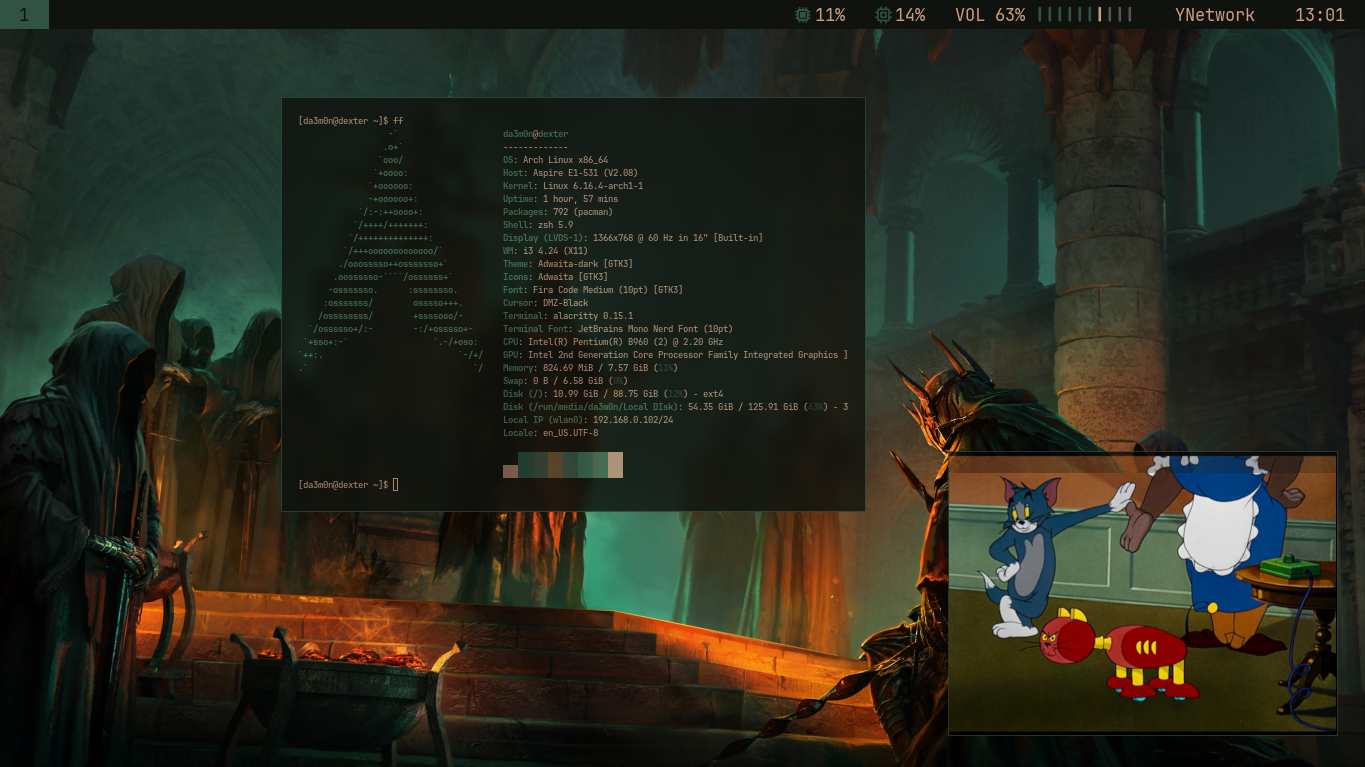 1
11% 14% VOL 63% YNetwork 13:01
[da3m0n@dexter ~]$ ff
da3m0n@dexter
-------------
OS: Arch Linux x86_64
Host: Aspire E1-531 (V2.08)
Kernel: Linux 6.16.4-arch1-1
Uptime: 1 hour, 57 mins
Packages: 792 (pacman)
Shell: zsh 5.9
Display (LVDS-1): 1366x768 @ 60 Hz in 16" [Built-in]
WM: i3 4.24 (X11)
Theme: Adwaita-dark [GTK3]
Icons: Adwaita [GTK3]
Font: Fira Code Medium (10pt) [GTK3]
Cursor: DMZ-Black
Terminal: alacritty 0.15.1
Terminal Font: JetBrains Mono Nerd Font (10pt)
CPU: Intel(R) Pentium(R) B960 (2) @ 2.20 GHz
GPU: Intel 2nd Generation Core Processor Family Integrated Graphics ]
Memory: 824.69 MiB / 7.57 GiB (11%)
Swap: 0 B / 6.58 GiB (0%)
Disk (/): 10.99 GiB / 88.75 GiB (12%) - ext4
Disk (/run/media/da3m0n/Local DIsk): 54.35 GiB / 125.91 GiB (43%) - 3
Local IP (wlan0): 192.168.0.102/24
Locale: en_US.UTF-8
[da3m0n@dexter ~]$